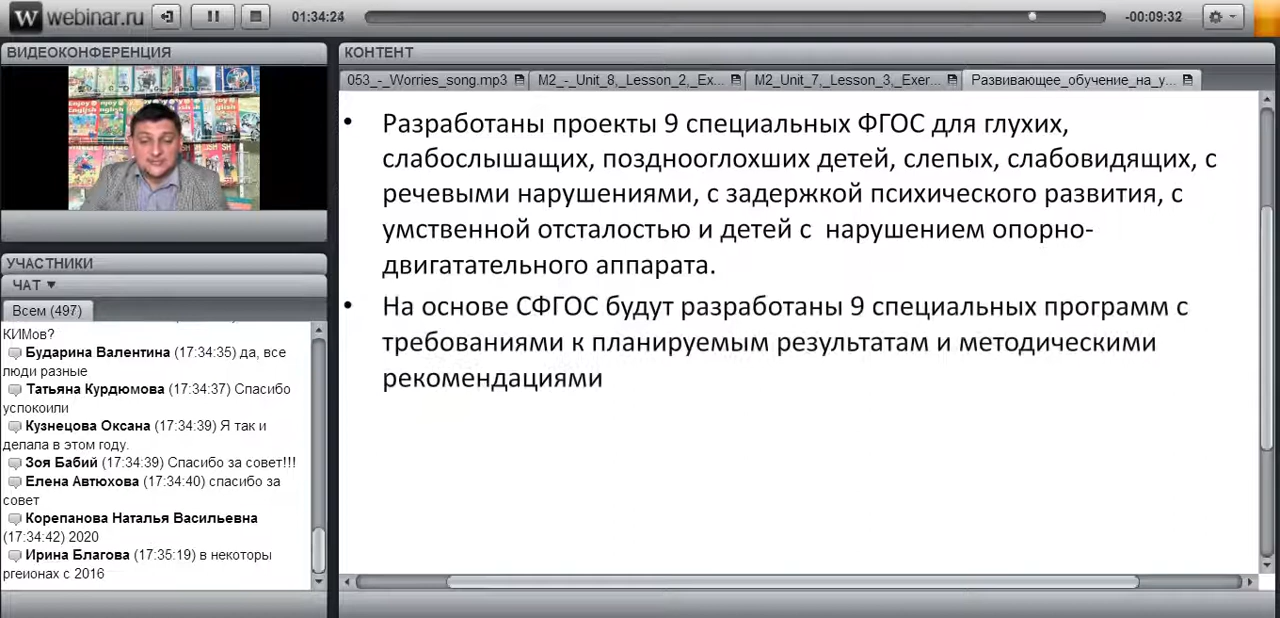 webinar.ru
01:34:24
-00:09:32
ВИДЕОКОНФЕРЕНЦИЯ
Enjoy English
УЧАСТНИКИ
ЧАТ
Всем (497)
КИМов?
Бударина Валентина (17:34:35) да, все
люди разные
Татьяна Курдюмова (17:34:37) Спасибо
успокоили
Кузнецова Оксана (17:34:39) Я так и
делала в этом году.
Зоя Бабий (17:34:39) Спасибо за совет!!!
Елена Автюхова (17:34:40) спасибо за
совет
Корепанова Наталья Васильевна
(17:34:42) 2020
Ирина Благова (17:35:19) в некоторы
ргеионах с 2016
КОНТЕНТ
053_-_Worries_song.mp3
M2_-_Unit_8,_Lesson_2,_Ex...
M2_Unit_7,_Lesson_3,_Exer...
Развивающее_обучение_на_у...
• Разработаны проекты 9 специальных ФГОС для глухих,
слабослышащих, позднооглохших детей, слепых, слабовидящих, с
речевыми нарушениями, с задержкой психического развития, с
умственной отсталостью и детей с нарушением опорно-
двигатательного аппарата.
• На основе СФГОС будут разработаны 9 специальных программ с
требованиями к планируемым результатам и методическими
рекомендациями